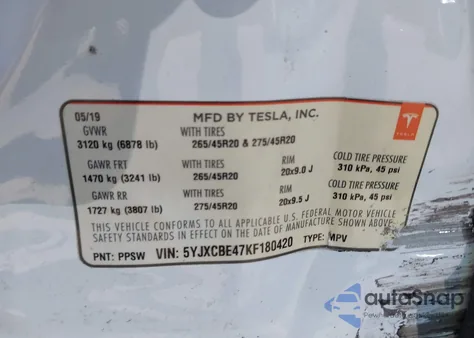 05/19 MFD BY TESLA, INC.
GVWR WITH TIRES
3120 kg (6878 lb) 265/45R20 & 275/45R20
GAWR FRT WITH TIRES RIM COLD TIRE PRESSURE
1470 kg (3241 lb) 265/45R20 20x9.0 J 310 kPa, 45 psi
GAWR RR WITH TIRES RIM COLD TIRE PRESSURE
1727 kg (3807 lb) 275/45R20 20x9.5 J 310 kPa, 45 psi
THIS VEHICLE CONFORMS TO ALL APPLICABLE U.S. FEDERAL MOTOR VEHICLE
SAFETY STANDARDS IN EFFECT ON THE DATE OF MANUFACTURE SHOWN ABOVE.
PNT: PPSW VIN: 5YJXCBE47KF180420 TYPE: MPV
TESLA
autoSnap